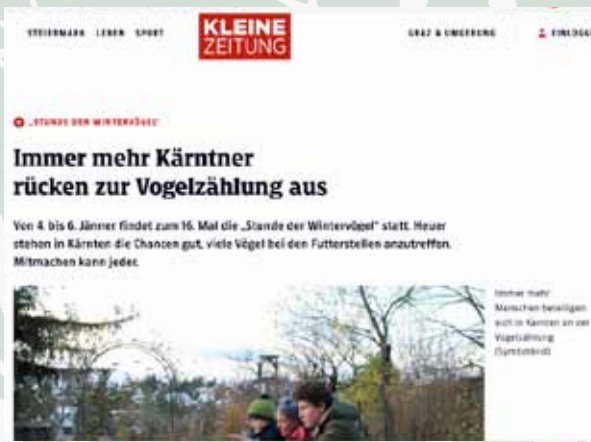 STEIERMARK LEBEN SPORT
KLEINE
ZEITUNG
GRAZ & UMGEBUNG
EINLOGGE
„STUNDE DER WINTERVÖGEL“
Immer mehr Kärntner
rücken zur Vogelzählung aus
Von 4. bis 6. Jänner findet zum 16. Mal die „Stunde der Wintervögel“ statt. Heuer
stehen in Kärnten die Chancen gut, viele Vögel bei den Futterstellen anzutreffen.
Mitmachen kann jeder.
Immer mehr
Menschen beteiligen
sich in Kärnten an der
Vogelzählung
(Symbolbild)